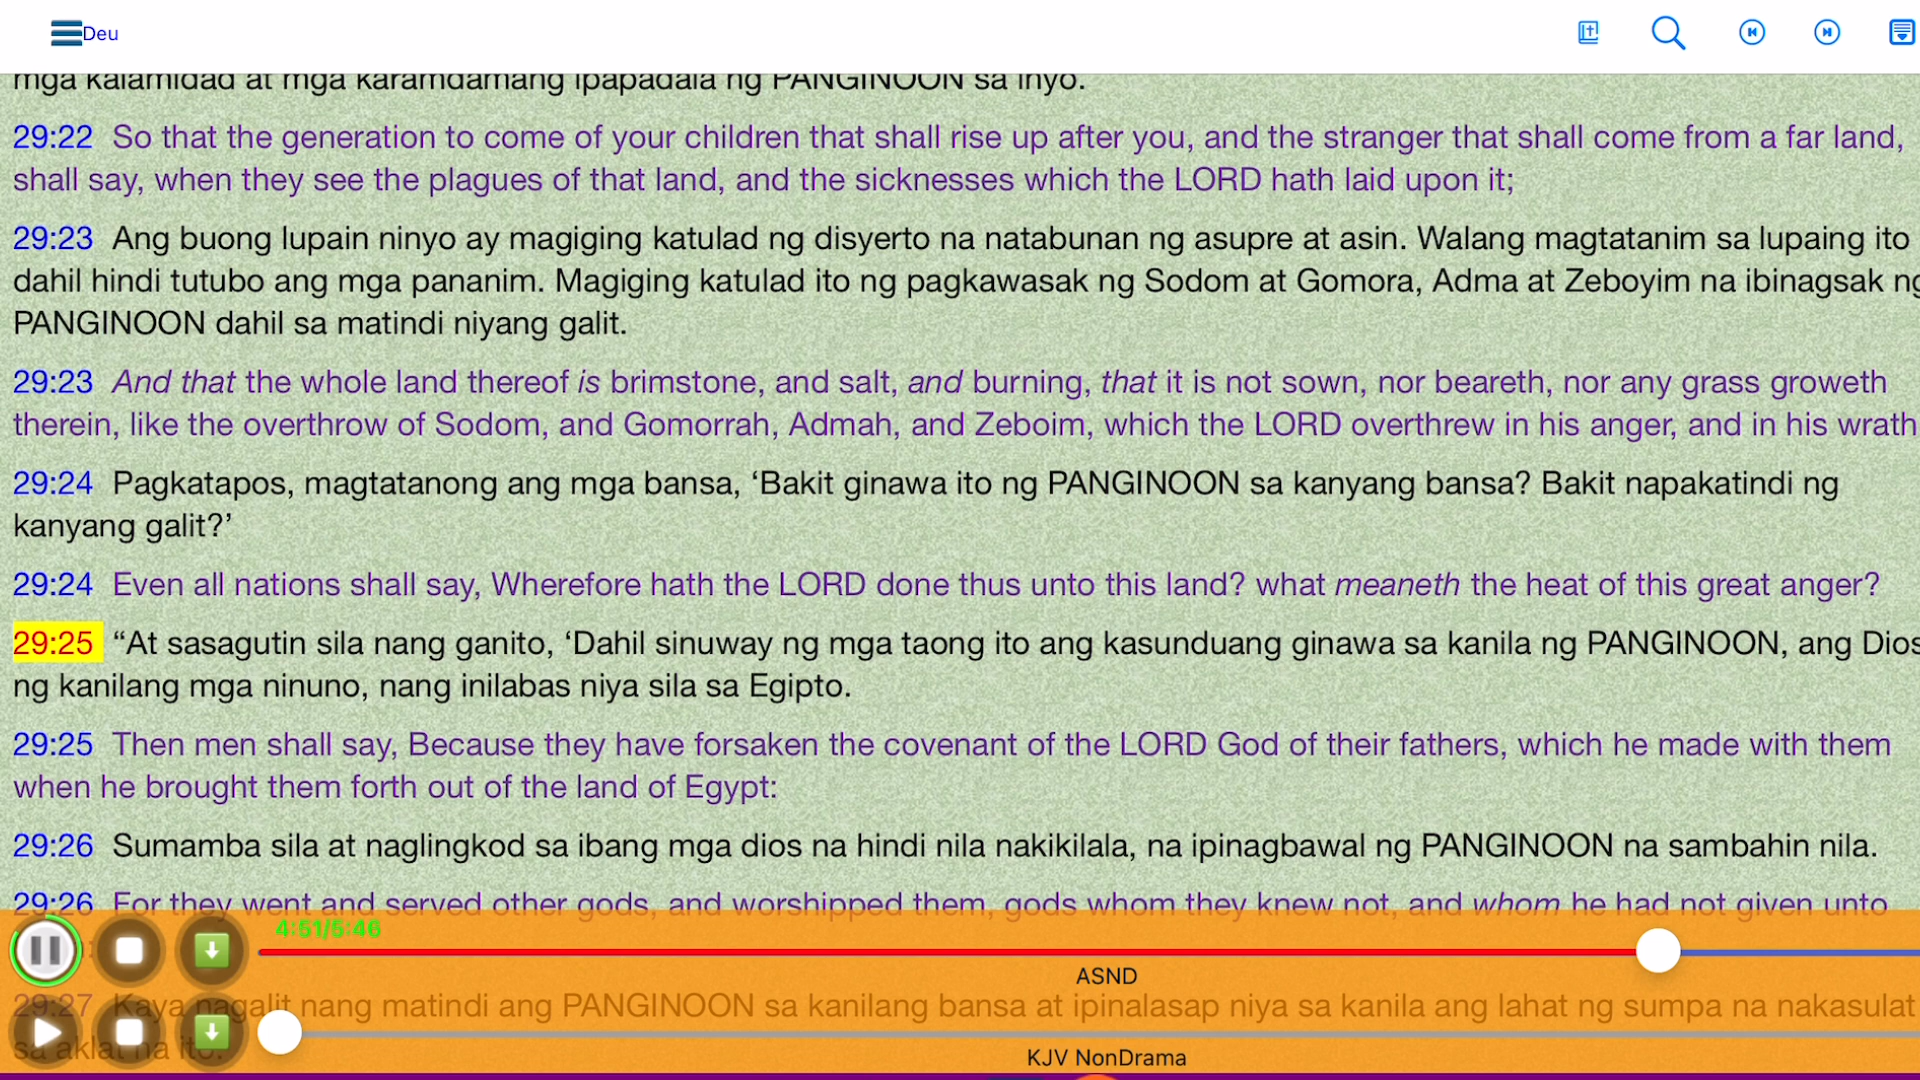 Deu
mga kalamidad at mga karamdamang ipapadala ng PANGINOON sa inyo.
29:22 So that the generation to come of your children that shall rise up after you, and the stranger that shall come from a far land,
shall say, when they see the plagues of that land, and the sicknesses which the LORD hath laid upon it;
29:23 Ang buong lupain ninyo ay magiging katulad ng disyerto na natabunan ng asupre at asin. Walang magtatanim sa lupaing ito
dahil hindi tutubo ang mga pananim. Magiging katulad ito ng pagkawasak ng Sodom at Gomora, Adma at Zeboyim na ibinagsak ng
PANGINOON dahil sa matindi niyang galit.
29:23 And that the whole land thereof is brimstone, and salt, and burning, that it is not sown, nor beareth, nor any grass groweth
therein, like the overthrow of Sodom, and Gomorrah, Admah, and Zeboim, which the LORD overthrew in his anger, and in his wrath
29:24 Pagkatapos, magtatanong ang mga bansa, ‘Bakit ginawa ito ng PANGINOON sa kanyang bansa? Bakit napakatindi ng
kanyang galit?’
29:24 Even all nations shall say, Wherefore hath the LORD done thus unto this land? what meaneth the heat of this great anger?
29:25 “At sasagutin sila nang ganito, ‘Dahil sinuway ng mga taong ito ang kasunduang ginawa sa kanila ng PANGINOON, ang Dios
ng kanilang mga ninuno, nang inilabas niya sila sa Egipto.
29:25 Then men shall say, Because they have forsaken the covenant of the LORD God of their fathers, which he made with them
when he brought them forth out of the land of Egypt:
29:26 Sumamba sila at naglingkod sa ibang mga dios na hindi nila nakikilala, na ipinagbawal ng PANGINOON na sambahin nila.
29:26 For they went and served other gods, and worshipped them, gods whom they knew not, and whom he had not given unto
4:51/5:46
ASND
29:27 Kaya nagalit nang matindi ang PANGINOON sa kanilang bansa at ipinalasap niya sa kanila ang lahat ng sumpa na nakasulat
sa aklat na ito.
KJV NonDrama